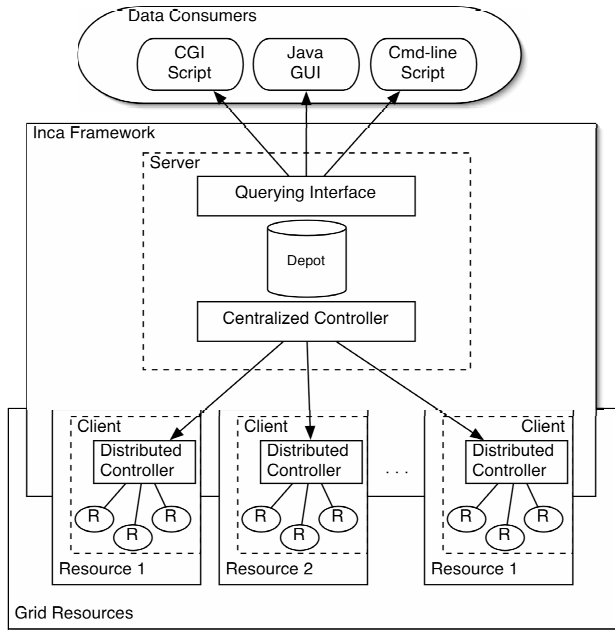 Data Consumers
CGI
Script
Java
GUI
Cmd-line
Script
Inca Framework
Server
Querying Interface
Depot
Centralized Controller
Client
Distributed
Controller
R
R
R
Resource 1
Client
Distributed
Controller
R
R
R
Resource 2
. . .
Client
Distributed
Controller
R
R
R
Resource 1
Grid Resources